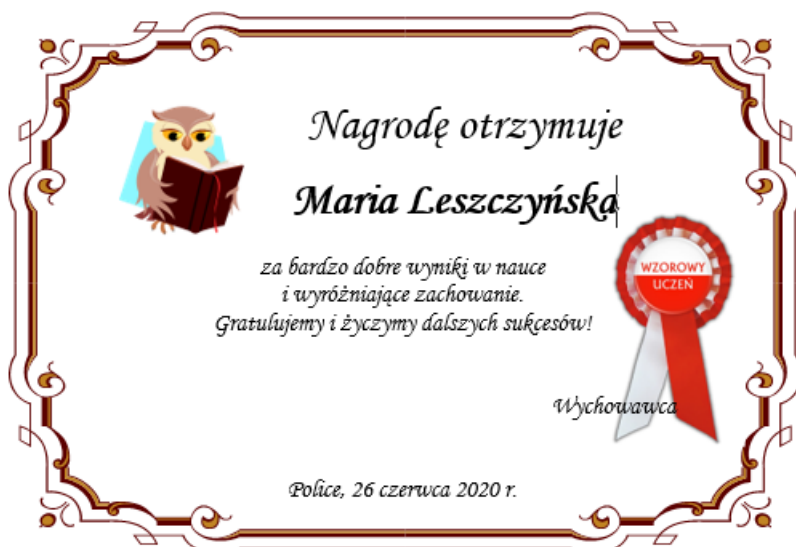 Nagrodę otrzymuje
Maria Leszczyńska
za bardzo dobre wyniki w nauce
i wyróżniające zachowanie.
Gratulujemy i życzymy dalszych sukcesów!
WZOROWY
UCZEŃ
Wychowawca
Police, 26 czerwca 2020 r.